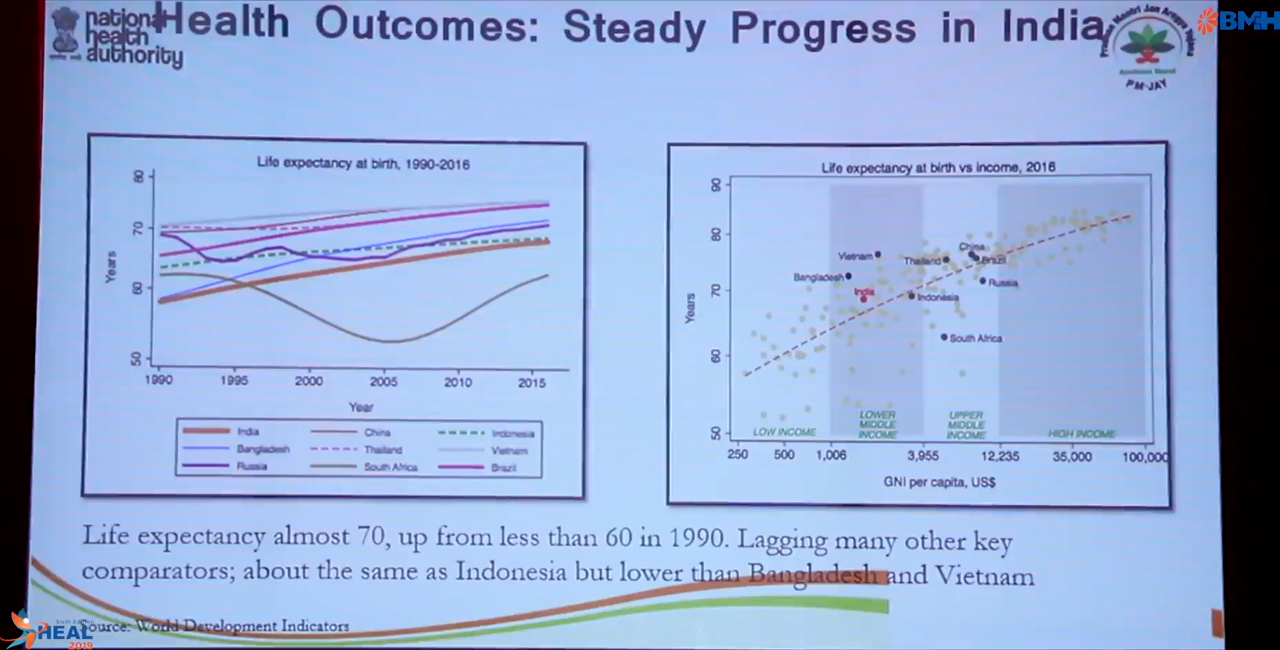 national
health
authority
Health Outcomes: Steady Progress in India
BMH
PM-JAY
Life expectancy at birth, 1990-2016
80
70
60
50
Years
1990 1995 2000 2005 2010 2015
Year
India China Indonesia
Bangladesh Thailand Vietnam
Russia South Africa Brazil
Life expectancy at birth vs income, 2016
90
80
70
60
50
Years
Vietnam
Thailand
China
Brazil
Bangladesh
India
Indonesia
Russia
South Africa
LOW INCOME
LOWER
MIDDLE
INCOME
UPPER
MIDDLE
INCOME
HIGH INCOME
250 500 1,006 3,955 12,235 35,000 100,000
GNI per capita, US$
Life expectancy almost 70, up from less than 60 in 1990. Lagging many other key
comparators; about the same as Indonesia but lower than Bangladesh and Vietnam
Source: World Development Indicators
HEAL
2019